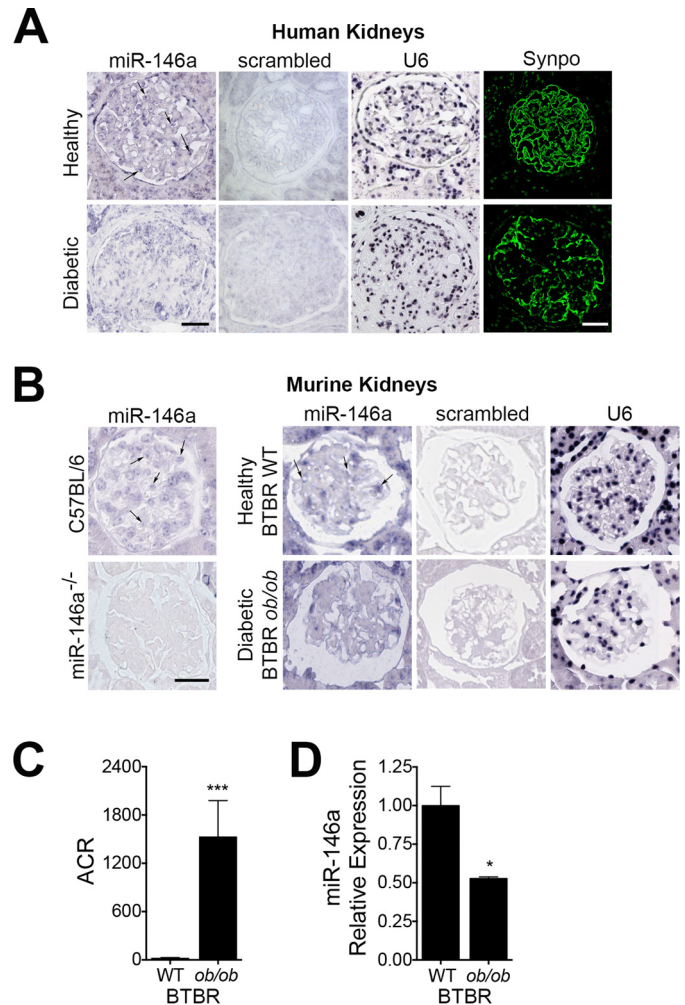 A
Human Kidneys
miR-146a scrambled U6 Synpo
Healthy
Diabetic
B
Murine Kidneys
miR-146a miR-146a scrambled U6
C57BL/6
Healthy
BTBR WT
miR-146a-/-
Diabetic
BTBR ob/ob
C
2400
1800
1200
600
0
ACR
***
WT ob/ob
BTBR
D
1.25
1.00
0.75
0.50
0.25
0.00
miR-146a
Relative Expression
*
WT ob/ob
BTBR